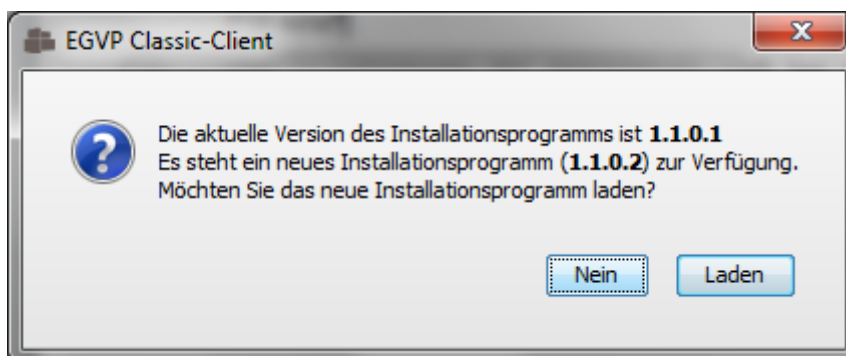 EGVP Classic-Client
Die aktuelle Version des Installationsprogramms ist 1.1.0.1
Es steht ein neues Installationsprogramm (1.1.0.2) zur Verfügung.
Möchten Sie das neue Installationsprogramm laden?
Nein Laden